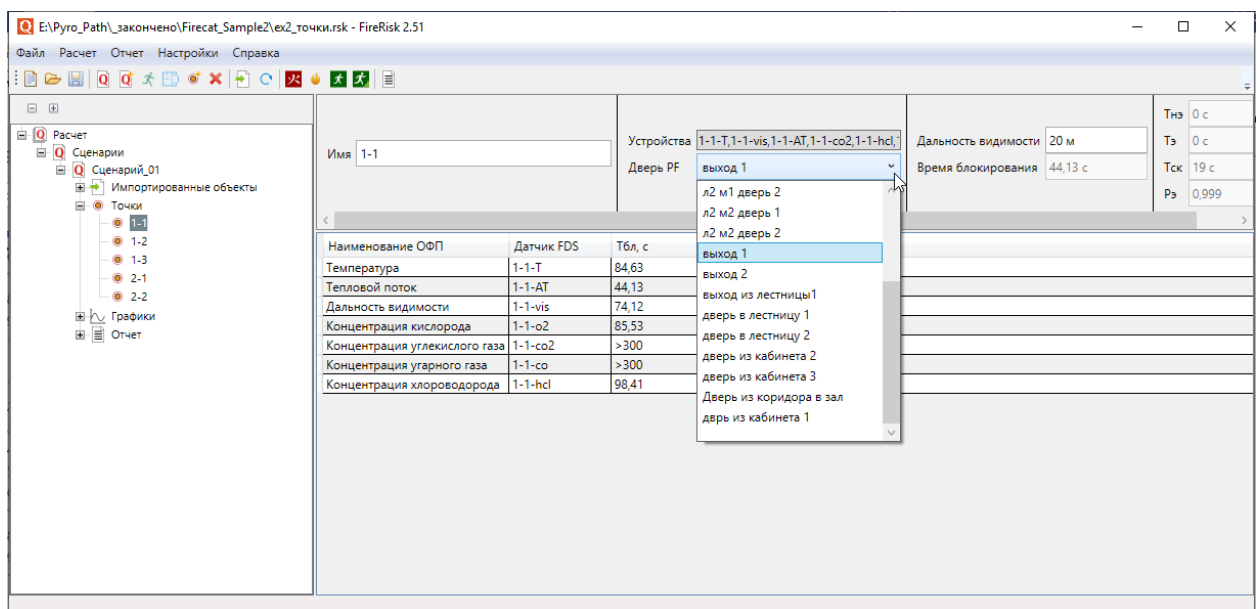 E:\Pyro_Path\_закончено\Firecat_Sample2\ex2_точки.rsk - FireRisk 2.51
Файл Расчет Отчет Настройки Справка
Расчет
Сценарии
Сценарий_01
Импортированные объекты
Точки
1-1
1-2
1-3
2-1
2-2
Графики
Отчет
Имя 1-1
Устройства 1-1-T,1-1-vis,1-1-AT,1-1-co2,1-1-hcl,
Дверь PF выход 1
Дальность видимости 20 м
Время блокирования 44,13 с
Tнэ 0 с
Tэ 0 с
Tск 19 с
Pэ 0,999
л2 м1 дверь 2
л2 м2 дверь 1
л2 м2 дверь 2
выход 1
выход 2
выход из лестницы1
дверь в лестницу 1
дверь в лестницу 2
дверь из кабинета 2
дверь из кабинета 3
Дверь из коридора в зал
дврь из кабинета 1
Наименование ОФП Датчик FDS Tбл, с
Температура 1-1-T 84,63
Тепловой поток 1-1-AT 44,13
Дальность видимости 1-1-vis 74,12
Концентрация кислорода 1-1-o2 85,53
Концентрация углекислого газа 1-1-co2 >300
Концентрация угарного газа 1-1-co >300
Концентрация хлороводорода 1-1-hcl 98,41